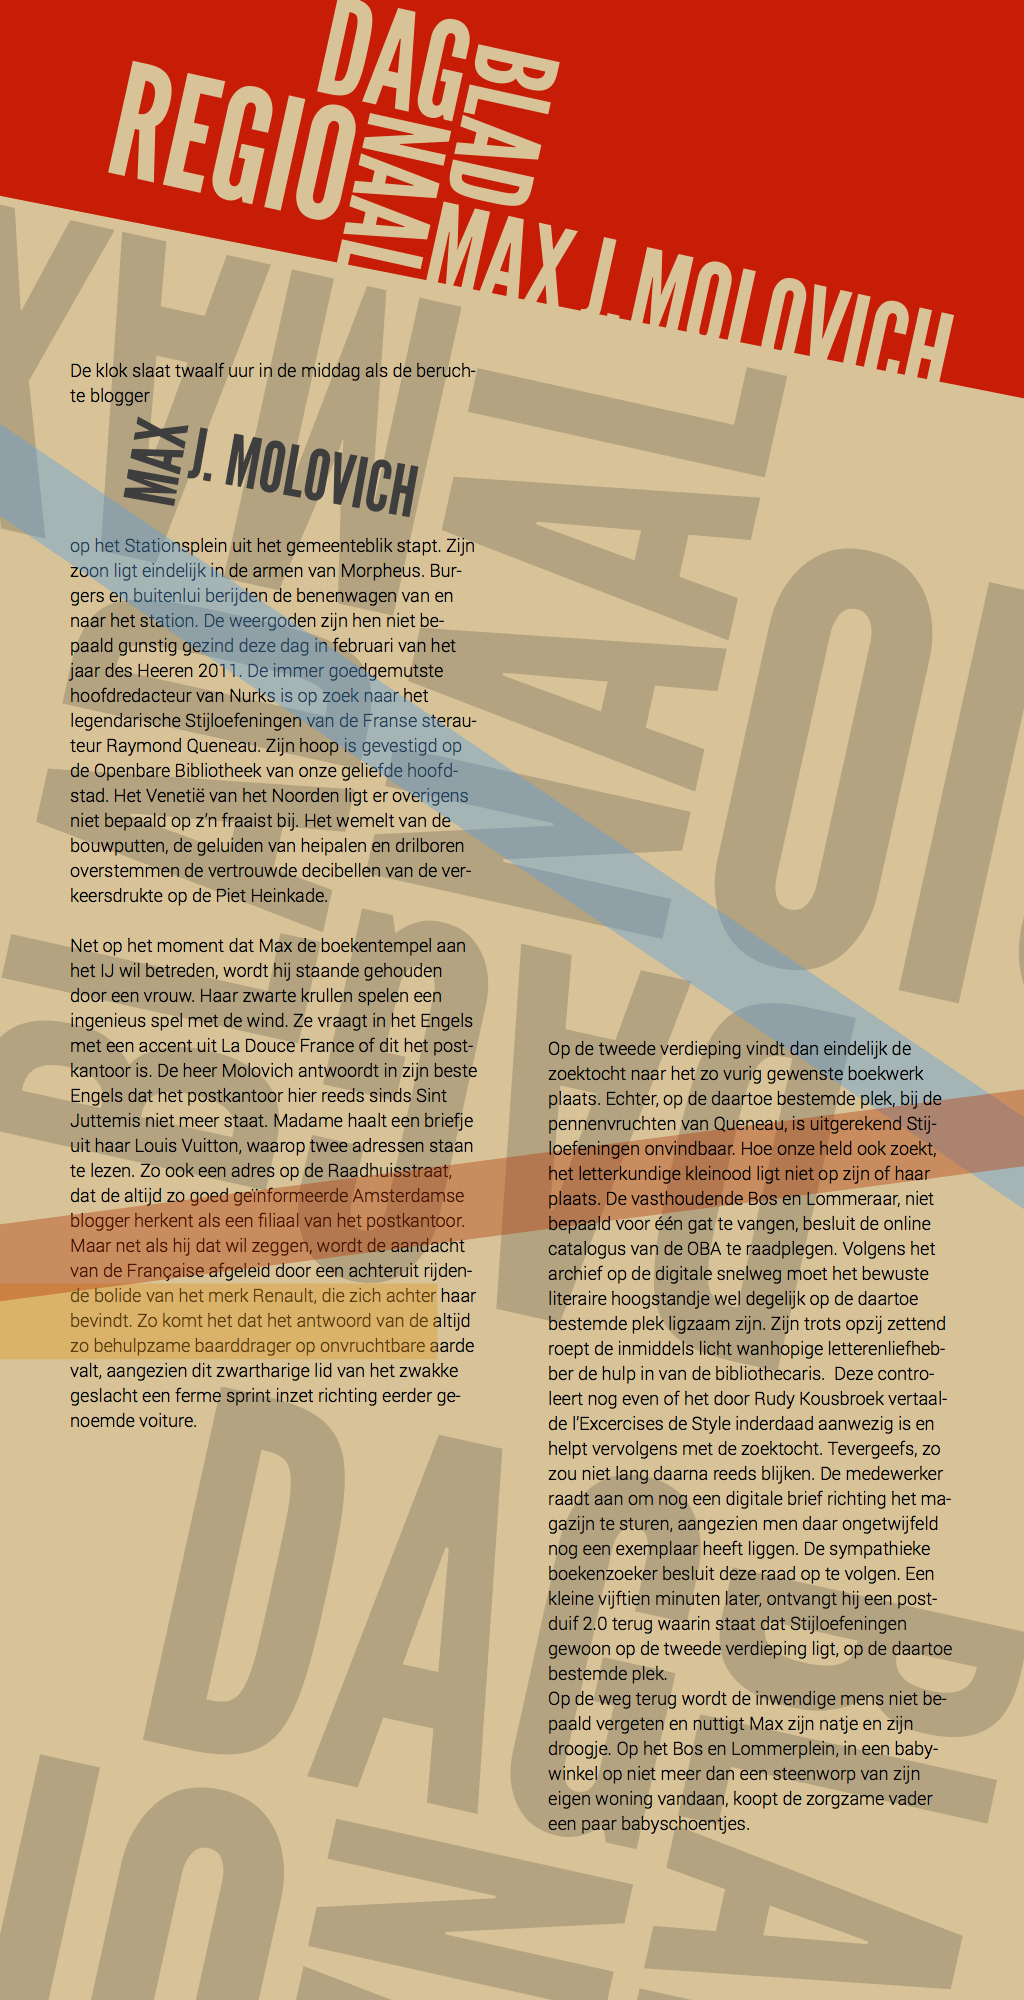 REGIO
NAAL
DAG
BLAD
MAX J. MOLOVICH
De klok slaat twaalf uur in de middag als de beruch-
te blogger
MAX
J. MOLOVICH
op het Stationsplein uit het gemeenteblik stapt. Zijn
zoon ligt eindelijk in de armen van Morpheus. Bur-
gers en buitenlui berijden de benenwagen van en
naar het station. De weergoden zijn hen niet be-
paald gunstig gezind deze dag in februari van het
jaar des Heeren 2011. De immer goedgemutste
hoofdredacteur van Nurks is op zoek naar het
legendarische Stijloefeningen van de Franse sterau-
teur Raymond Queneau. Zijn hoop is gevestigd op
de Openbare Bibliotheek van onze geliefde hoofd-
stad. Het Venetië van het Noorden ligt er overigens
niet bepaald op z'n fraaist bij. Het wemelt van de
bouwputten, de geluiden van heipalen en drilboren
overstemmen de vertrouwde decibellen van de ver-
keersdrukte op de Piet Heinkade.
Net op het moment dat Max de boekentempel aan
het IJ wil betreden, wordt hij staande gehouden
door een vrouw. Haar zwarte krullen spelen een
ingenieus spel met de wind. Ze vraagt in het Engels
met een accent uit La Douce France of dit het post-
kantoor is. De heer Molovich antwoordt in zijn beste
Engels dat het postkantoor hier reeds sinds Sint
Juttemis niet meer staat. Madame haalt een briefje
uit haar Louis Vuitton, waarop twee adressen staan
te lezen. Zo ook een adres op de Raadhuisstraat,
dat de altijd zo goed geïnformeerde Amsterdamse
blogger herkent als een filiaal van het postkantoor.
Maar net als hij dat wil zeggen, wordt de aandacht
van de Française afgeleid door een achteruit rijden-
de bolide van het merk Renault, die zich achter haar
bevindt. Zo komt het dat het antwoord van de altijd
zo behulpzame baarddrager op onvruchtbare aarde
valt, aangezien dit zwartharige lid van het zwakke
geslacht een ferme sprint inzet richting eerder ge-
noemde voiture.
Op de tweede verdieping vindt dan eindelijk de
zoektocht naar het zo vurig gewenste boekwerk
plaats. Echter, op de daartoe bestemde plek, bij de
pennenvruchten van Queneau, is uitgerekend Stij-
loefeningen onvindbaar. Hoe onze held ook zoekt,
het letterkundige kleinood ligt niet op zijn of haar
plaats. De vasthoudende Bos en Lommeraar, niet
bepaald voor één gat te vangen, besluit de online
catalogus van de OBA te raadplegen. Volgens het
archief op de digitale snelweg moet het bewuste
literaire hoogstandje wel degelijk op de daartoe
bestemde plek ligzaam zijn. Zijn trots opzij zettend
roept de inmiddels licht wanhopige letterenliefheb-
ber de hulp in van de bibliothecaris.  Deze contro-
leert nog even of het door Rudy Kousbroek vertaal-
de l'Excercises de Style inderdaad aanwezig is en
helpt vervolgens met de zoektocht. Tevergeefs, zo
zou niet lang daarna reeds blijken. De medewerker
raadt aan om nog een digitale brief richting het ma-
gazijn te sturen, aangezien men daar ongetwijfeld
nog een exemplaar heeft liggen. De sympathieke
boekenzoeker besluit deze raad op te volgen. Een
kleine vijftien minuten later, ontvangt hij een post-
duif 2.0 terug waarin staat dat Stijloefeningen
gewoon op de tweede verdieping ligt, op de daartoe
bestemde plek.
Op de weg terug wordt de inwendige mens niet be-
paald vergeten en nuttigt Max zijn natje en zijn
droogje. Op het Bos en Lommerplein, in een baby-
winkel op niet meer dan een steenworp van zijn
eigen woning vandaan, koopt de zorgzame vader
een paar babyschoentjes.